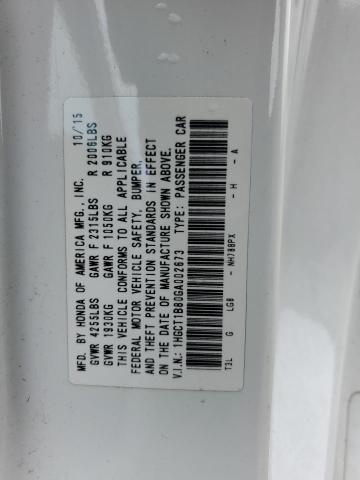 MFD. BY HONDA OF AMERICA MFG., INC. 10/15
GVWR 4255LBS GAWR F 2315LBS R 2006LBS
GVWR 1930KG GAWR F 1050KG R 910KG
THIS VEHICLE CONFORMS TO ALL APPLICABLE
FEDERAL MOTOR VEHICLE SAFETY, BUMPER,
AND THEFT PREVENTION STANDARDS IN EFFECT
ON THE DATE OF MANUFACTURE SHOWN ABOVE.
V.I.N.: 1HGCT1B80GA002673 TYPE: PASSENGER CAR
T3L G LGB - NH788PX - H - A